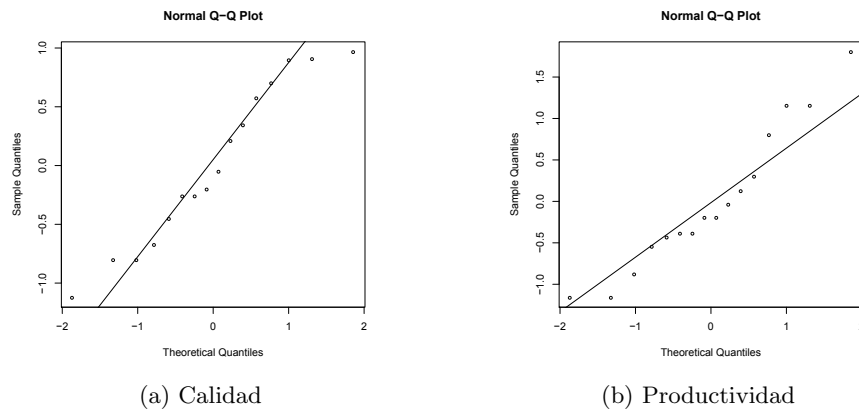 Normal Q−Q Plot
Sample Quantiles
1.0
0.5
0.0
−0.5
−1.0
−2
−1
0
1
2
Theoretical Quantiles
(a) Calidad
Normal Q−Q Plot
Sample Quantiles
1.5
1.0
0.5
0.0
−0.5
−1.0
−2
−1
0
1
Theoretical Quantiles
(b) Productividad